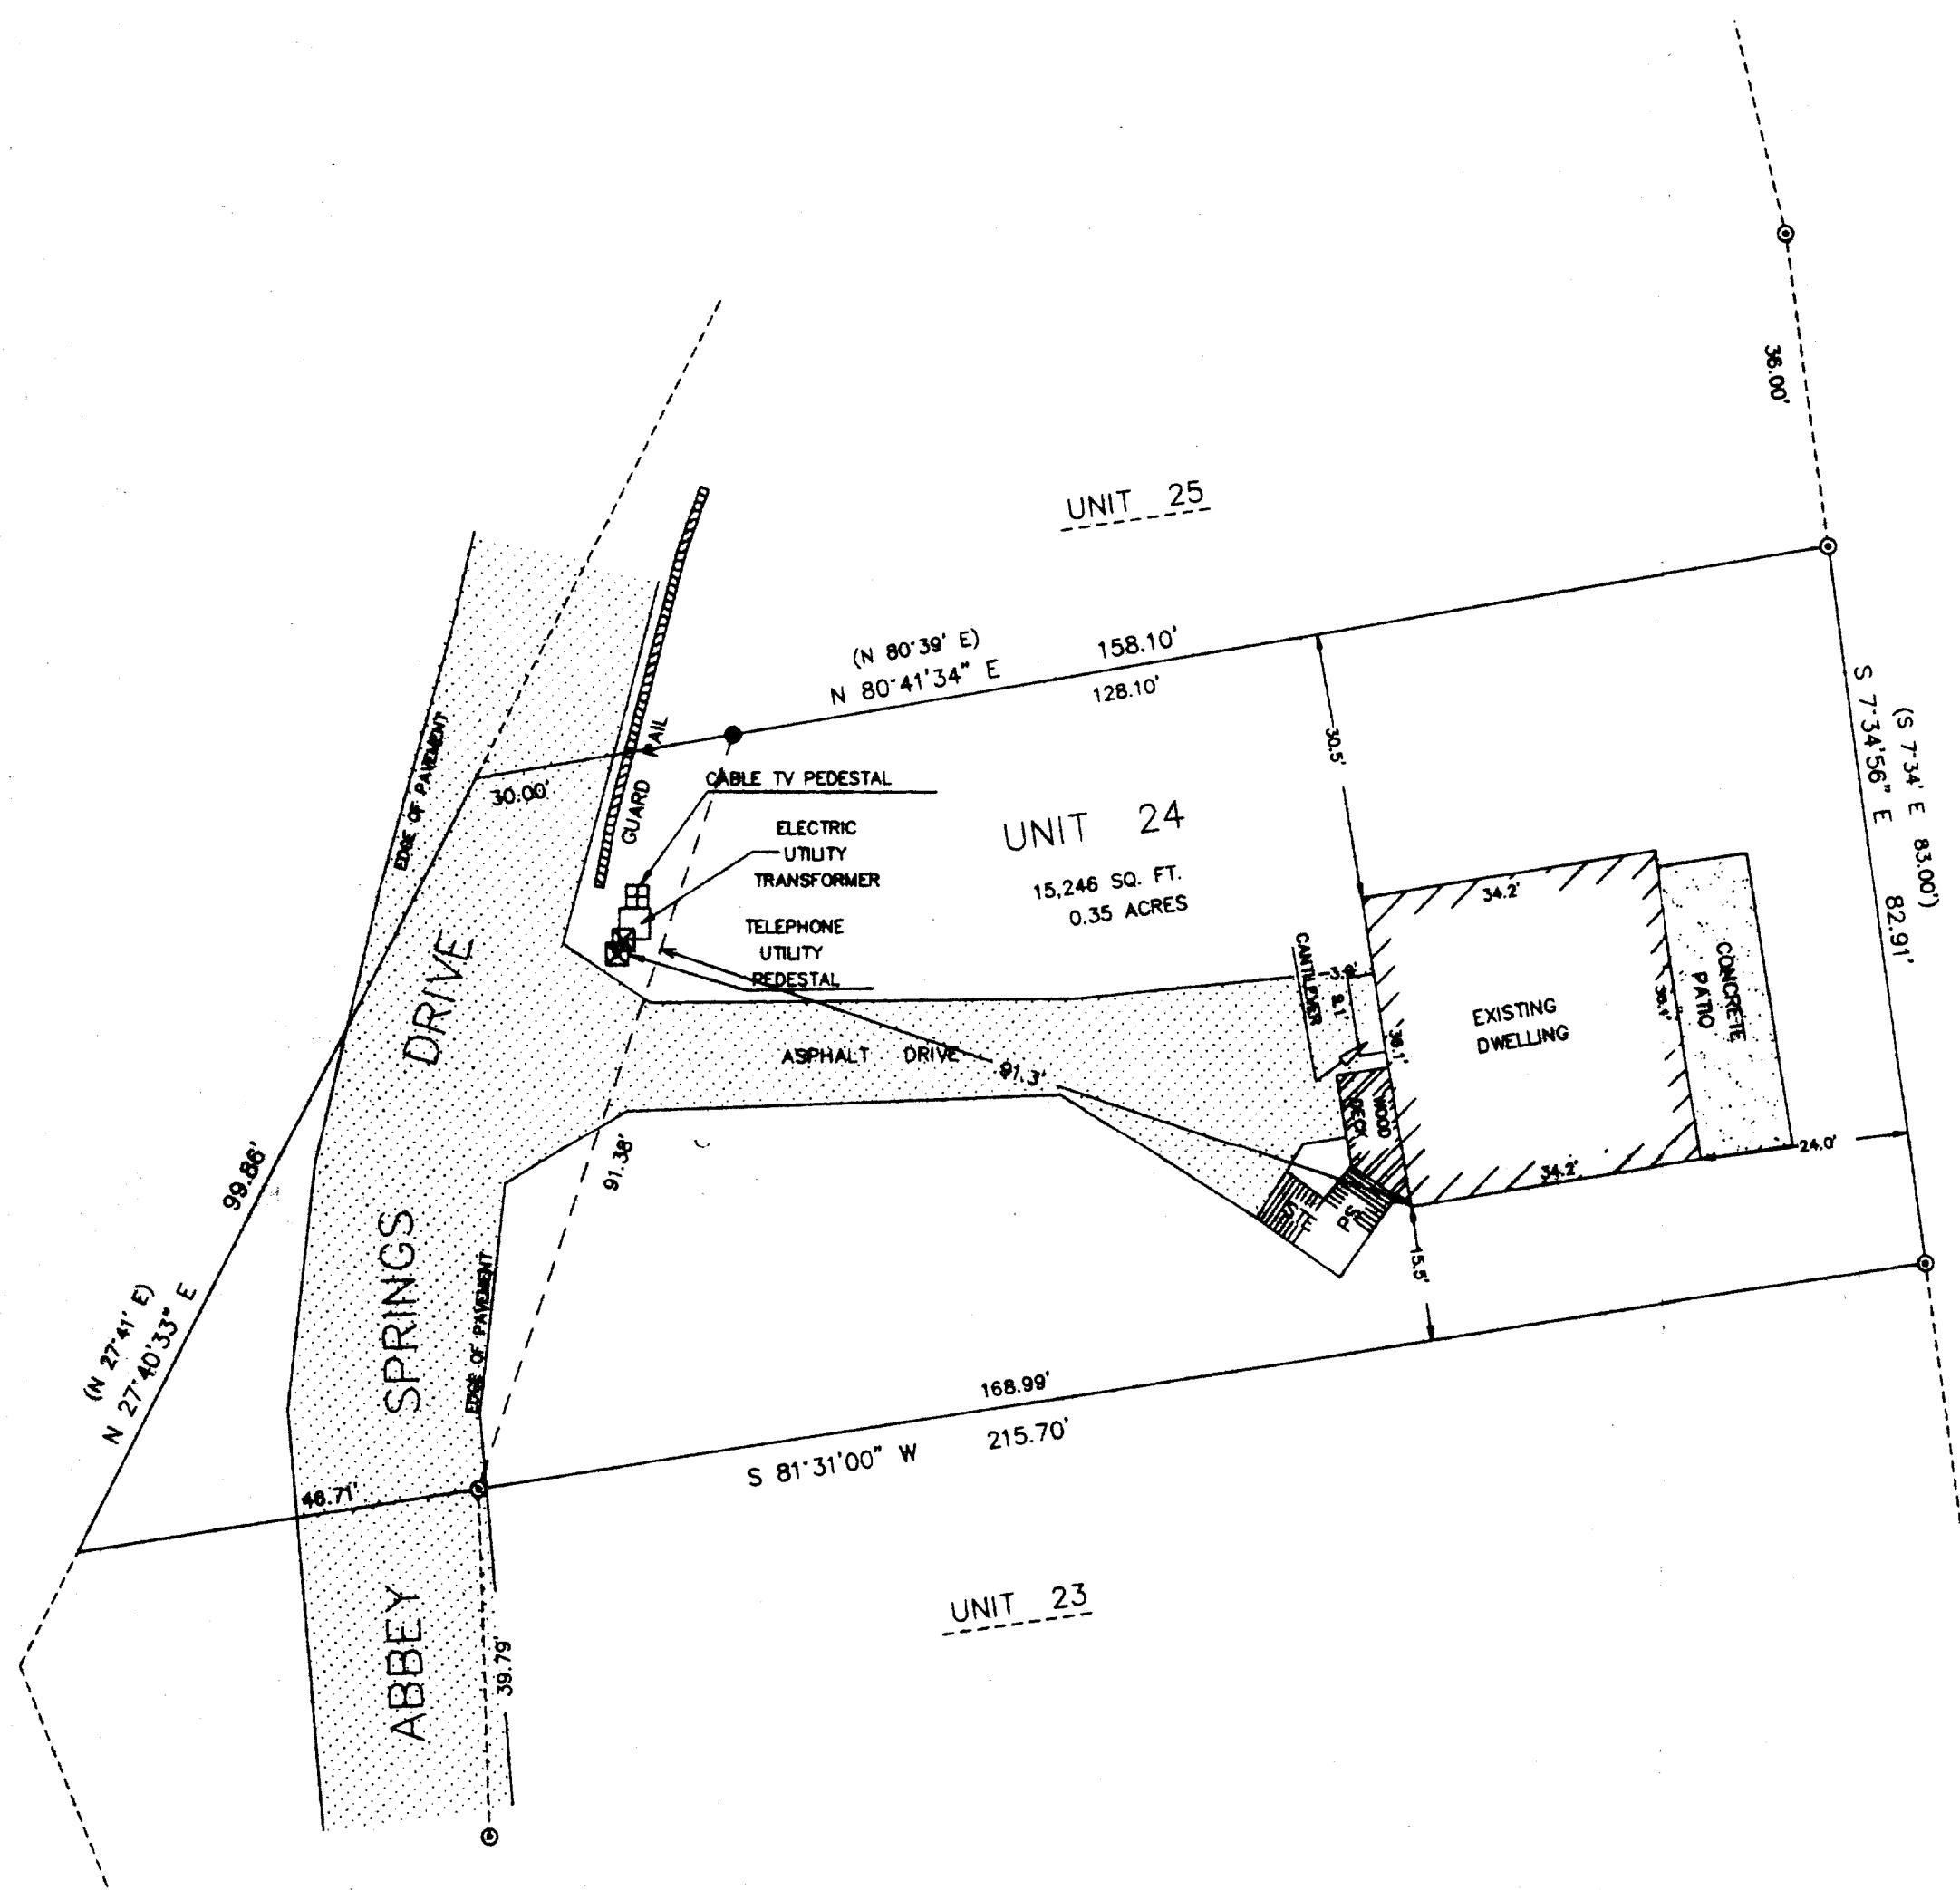 36.00'
UNIT 25
(N 80°39' E)
N 80°41'34" E
158.10'
128.10'
(S 7°34' E 83.00')
S 7°34'56" E 82.91'
30.5'
30.00'
EDGE OF PAVEMENT
GUARD RAIL
CABLE TV PEDESTAL
ELECTRIC
UTILITY
TRANSFORMER
TELEPHONE
UTILITY
PEDESTAL
UNIT 24
15,246 SQ. FT.
0.35 ACRES
34.2'
CANTILEVER
2.1'
36.1'
EXISTING
DWELLING
36.1'
CONCRETE
PATIO
ASPHALT DRIVE
91.3'
WOOD
DECK
34.2'
24.0'
STEPS
15.5'
91.38'
99.86'
(N 27°41' E)
N 27°40'33" E
EDGE OF PAVEMENT
168.99'
S 81°31'00" W 215.70'
46.71'
ABBEY SPRINGS DRIVE
39.79'
UNIT 23